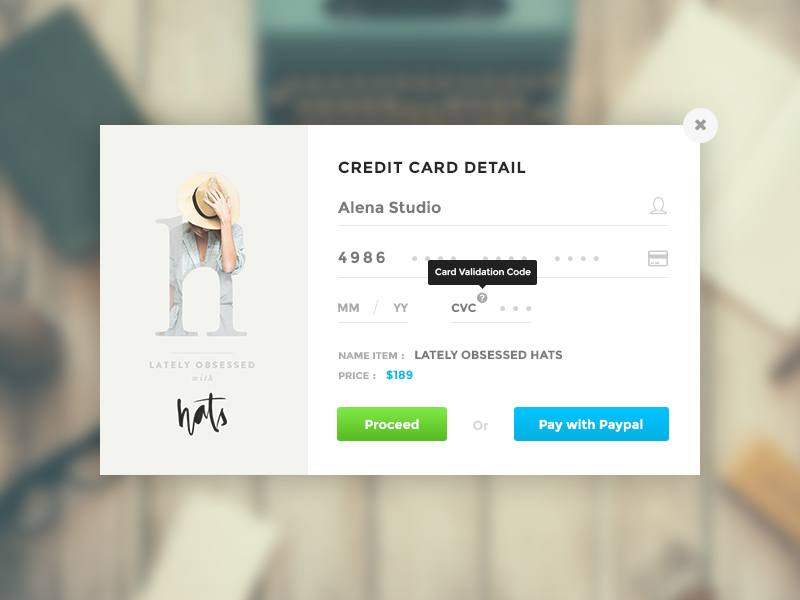 CREDIT CARD DETAIL
Alena Studio
4986
Card Validation Code
MM / YY
CVC ?
NAME ITEM : LATELY OBSESSED HATS
PRICE : $189
Proceed Or Pay with Paypal
h
LATELY OBSESSED
with
hats